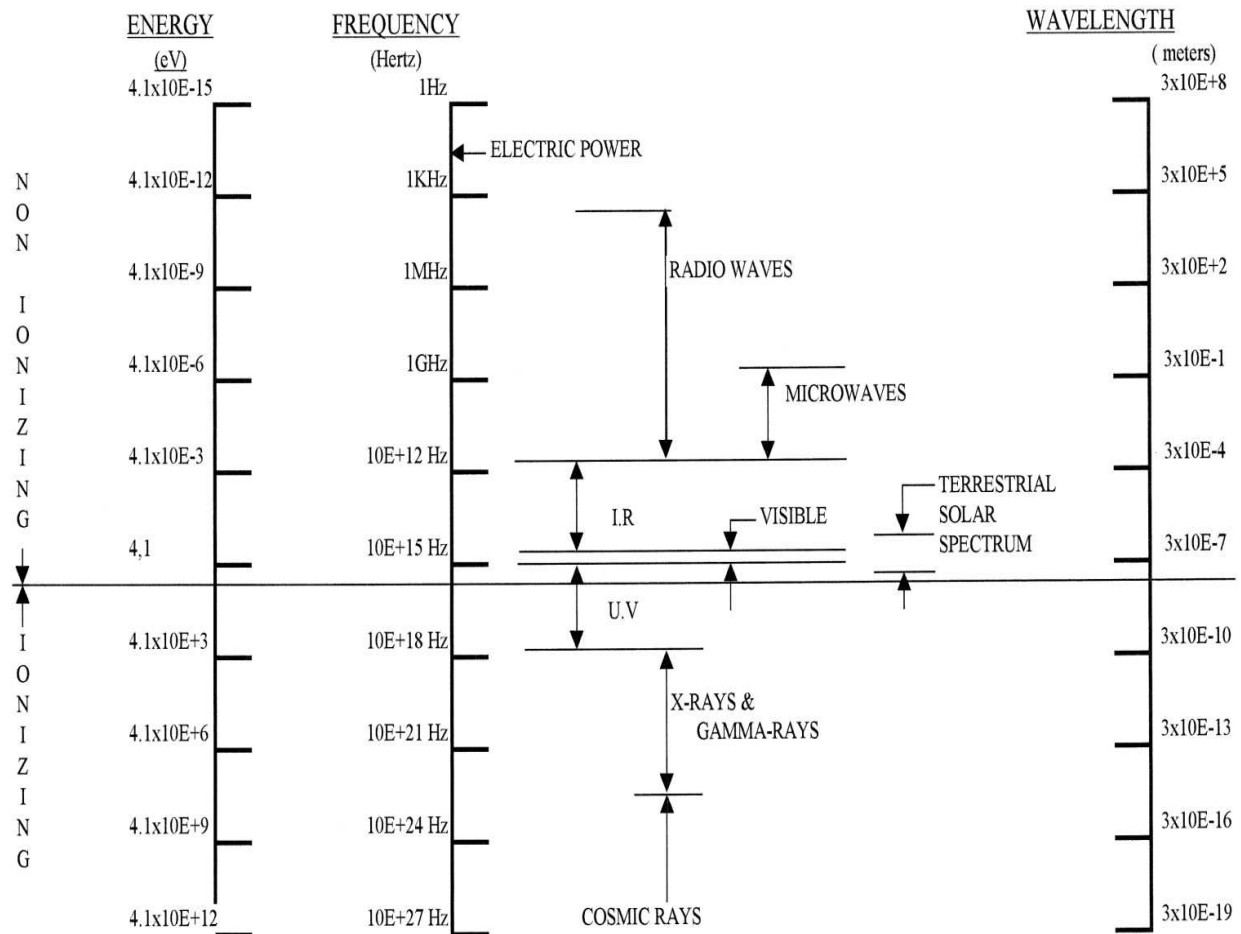 ENERGY
(eV)
4.1x10E-15
4.1x10E-12
4.1x10E-9
4.1x10E-6
4.1x10E-3
4,1
4.1x10E+3
4.1x10E+6
4.1x10E+9
4.1x10E+12
NON IONIZING
IONIZING
FREQUENCY
(Hertz)
1Hz
1KHz
1MHz
1GHz
10E+12 Hz
10E+15 Hz
10E+18 Hz
10E+21 Hz
10E+24 Hz
10E+27 Hz
ELECTRIC POWER
RADIO WAVES
MICROWAVES
I.R
VISIBLE
TERRESTRIAL
SOLAR
SPECTRUM
U.V
X-RAYS &
GAMMA-RAYS
COSMIC RAYS
WAVELENGTH
( meters)
3x10E+8
3x10E+5
3x10E+2
3x10E-1
3x10E-4
3x10E-7
3x10E-10
3x10E-13
3x10E-16
3x10E-19